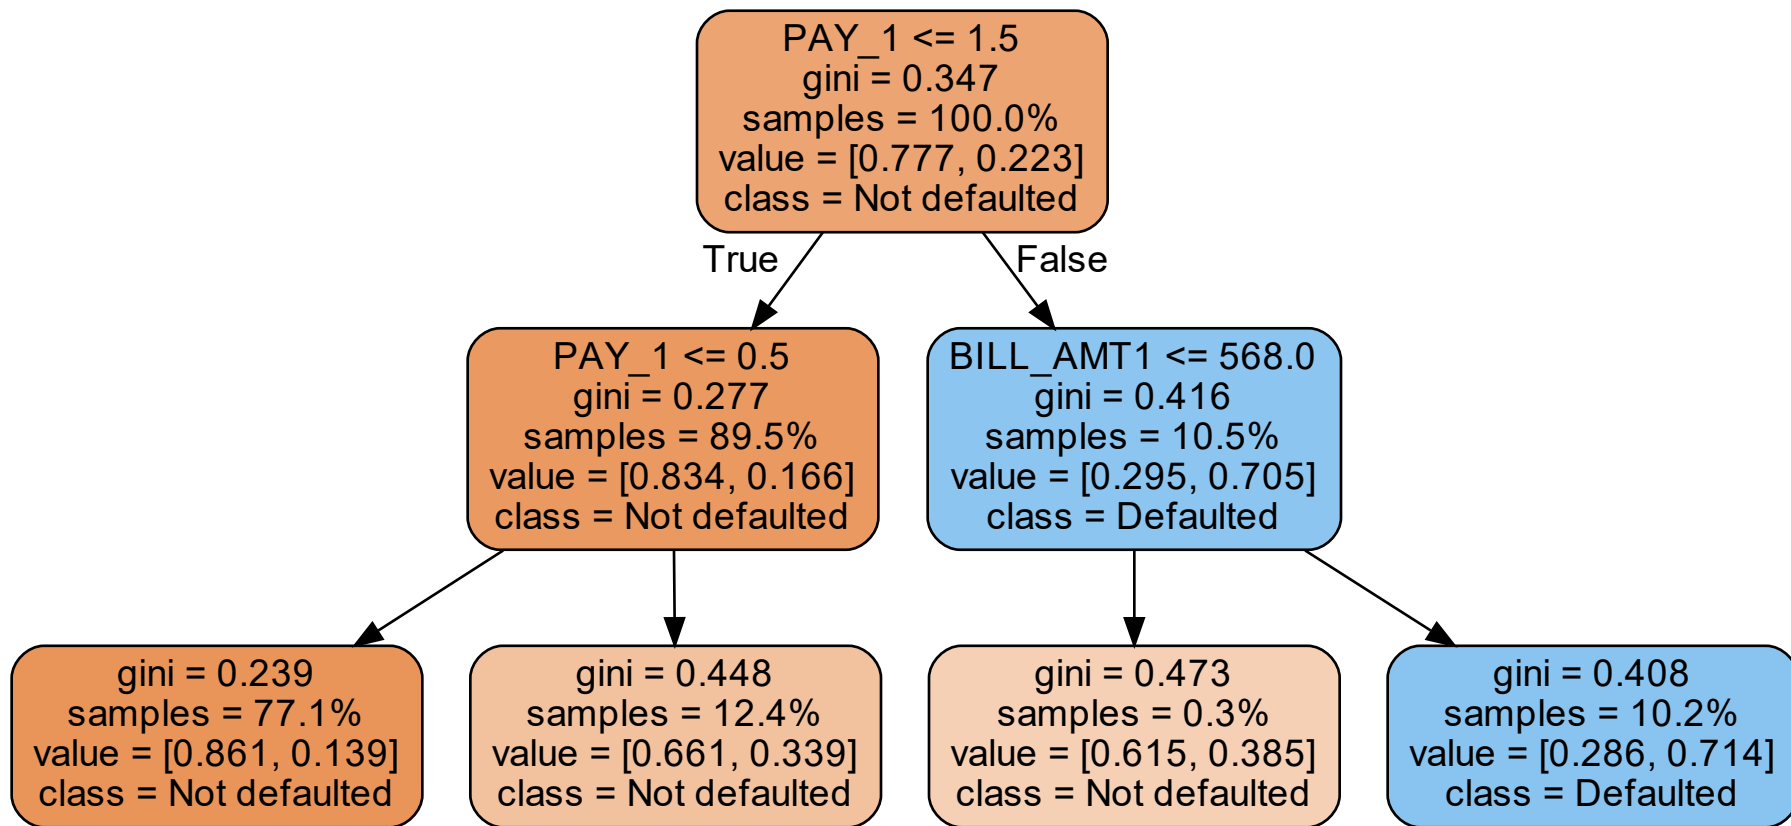 PAY_1 <= 1.5
gini = 0.347
samples = 100.0%
value = [0.777, 0.223]
class = Not defaulted
True
False
PAY_1 <= 0.5
gini = 0.277
samples = 89.5%
value = [0.834, 0.166]
class = Not defaulted
BILL_AMT1 <= 568.0
gini = 0.416
samples = 10.5%
value = [0.295, 0.705]
class = Defaulted
gini = 0.239
samples = 77.1%
value = [0.861, 0.139]
class = Not defaulted
gini = 0.448
samples = 12.4%
value = [0.661, 0.339]
class = Not defaulted
gini = 0.473
samples = 0.3%
value = [0.615, 0.385]
class = Not defaulted
gini = 0.408
samples = 10.2%
value = [0.286, 0.714]
class = Defaulted